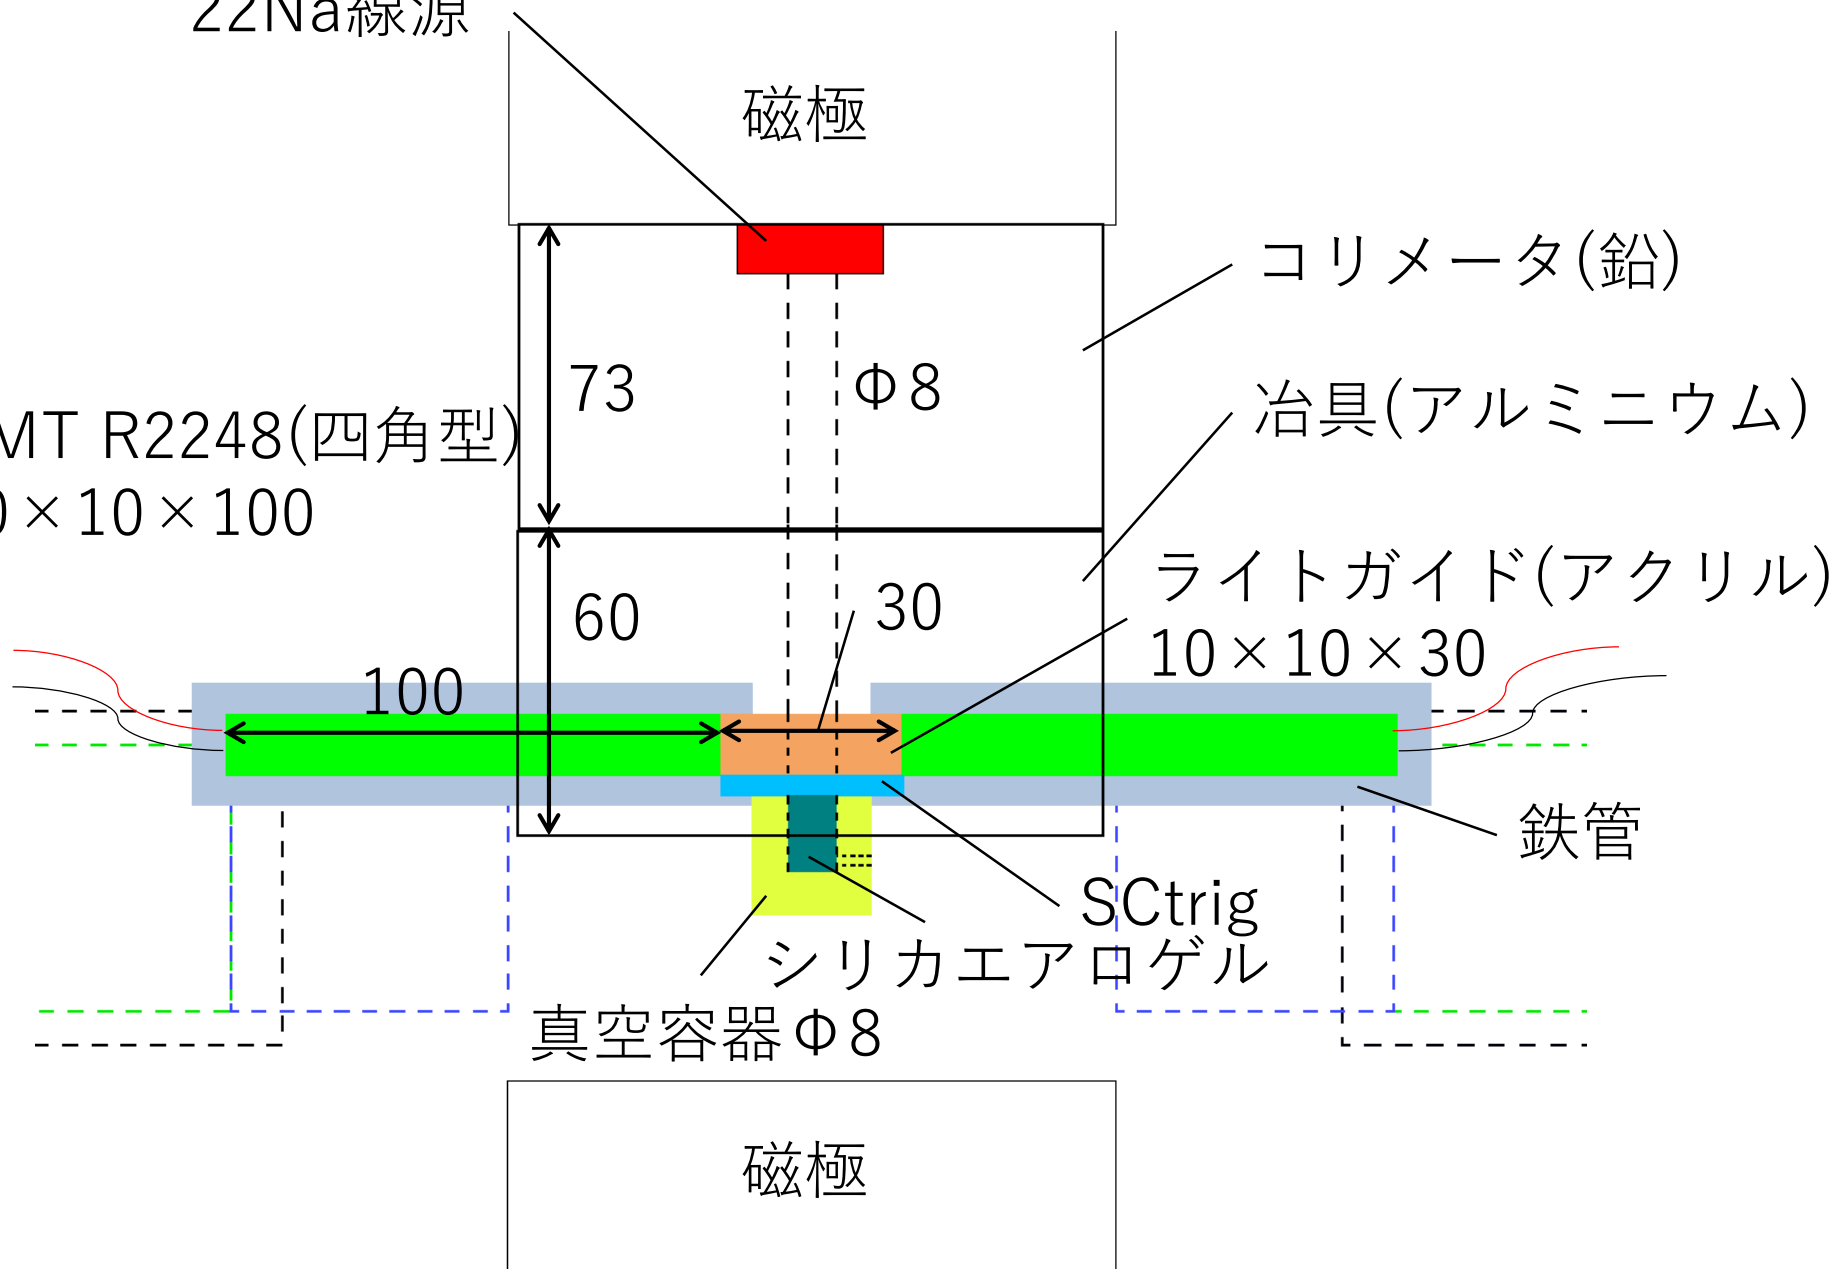 22Na線源
磁極
コリメータ(鉛)
73
Φ8
冶具(アルミニウム)
MT R2248(四角型)
0×10×100
ライトガイド(アクリル)
10×10×30
60
30
100
鉄管
SCtrig
シリカエアロゲル
真空容器Φ8
磁極